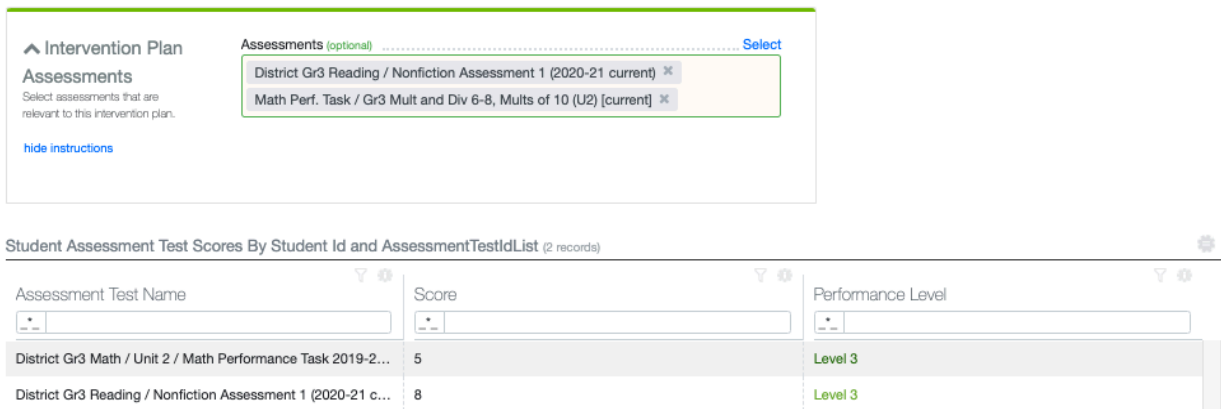 Intervention Plan
Assessments
Select assessments that are
relevant to this intervention plan.
hide instructions
Assessments (optional) Select
District Gr3 Reading / Nonfiction Assessment 1 (2020-21 current) ×
Math Perf. Task / Gr3 Mult and Div 6-8, Mults of 10 (U2) [current] ×
Student Assessment Test Scores By Student Id and AssessmentTestIdList (2 records)
Assessment Test Name Score Performance Level
_*_ _*_ _*_
District Gr3 Math / Unit 2 / Math Performance Task 2019-2... 5 Level 3
District Gr3 Reading / Nonfiction Assessment 1 (2020-21 c... 8 Level 3